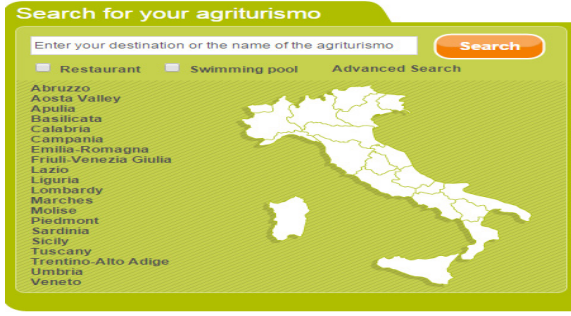 Search for your agriturismo
Enter your destination or the name of the agriturismo Search
Restaurant Swimming pool Advanced Search
Abruzzo
Aosta Valley
Apulia
Basilicata
Calabria
Campania
Emilia-Romagna
Friuli-Venezia Giulia
Lazio
Liguria
Lombardy
Marches
Molise
Piedmont
Sardinia
Sicily
Tuscany
Trentino-Alto Adige
Umbria
Veneto